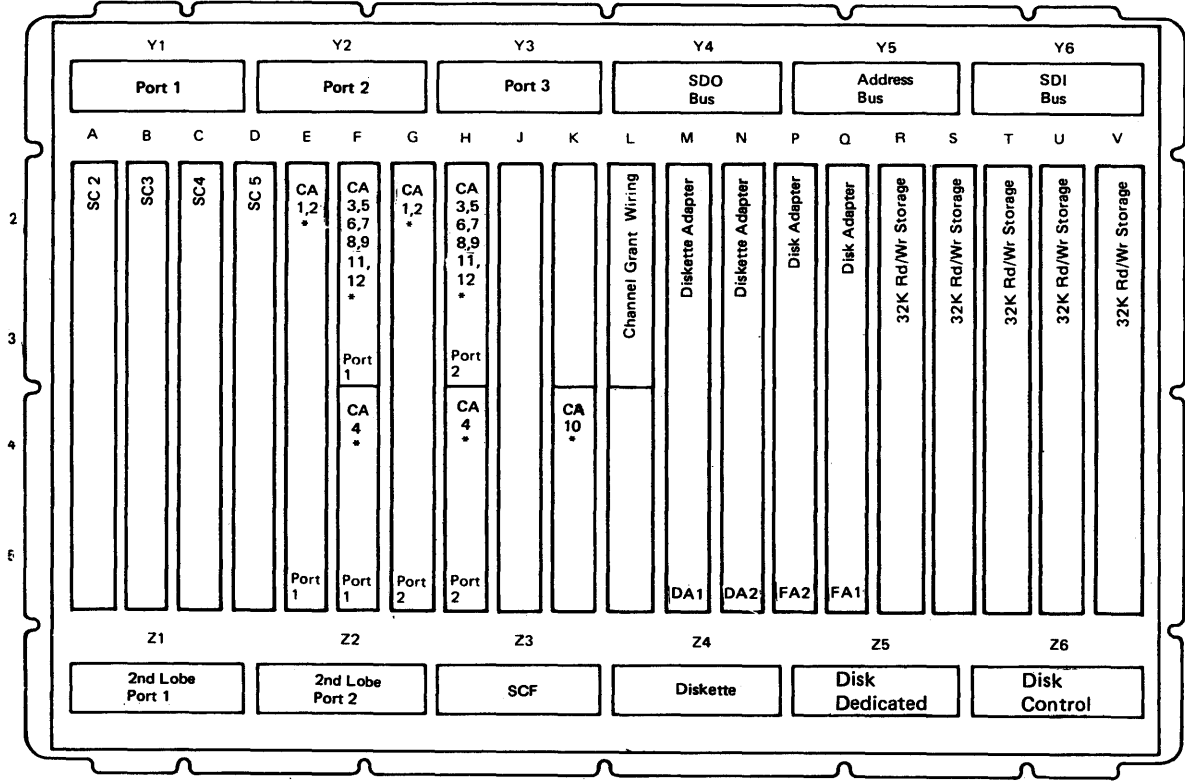 Y1 Y2 Y3 Y4 Y5 Y6
Port 1
Port 2
Port 3
SDO
Bus
Address
Bus
SDI
Bus
A B C D E F G H J K L M N P Q R S T U V
2
3
4
5
SC 2
SC3
SC4
SC 5
CA
1,2
*
Port
1
CA
3,5
6,7
8,9
11,
12
*
Port
1
CA
4
*
Port
1
CA
1,2
*
Port
2
CA
3,5
6,7
8,9
11,
12
*
Port
2
CA
4
*
Port
2
CA
10
*
Channel Grant Wiring
Diskette Adapter
DA1
Diskette Adapter
DA2
Disk Adapter
FA2
Disk Adapter
FA1
32K Rd/Wr Storage
32K Rd/Wr Storage
32K Rd/Wr Storage
32K Rd/Wr Storage
32K Rd/Wr Storage
Z1 Z2 Z3 Z4 Z5 Z6
2nd Lobe
Port 1
2nd Lobe
Port 2
SCF
Diskette
Disk
Dedicated
Disk
Control